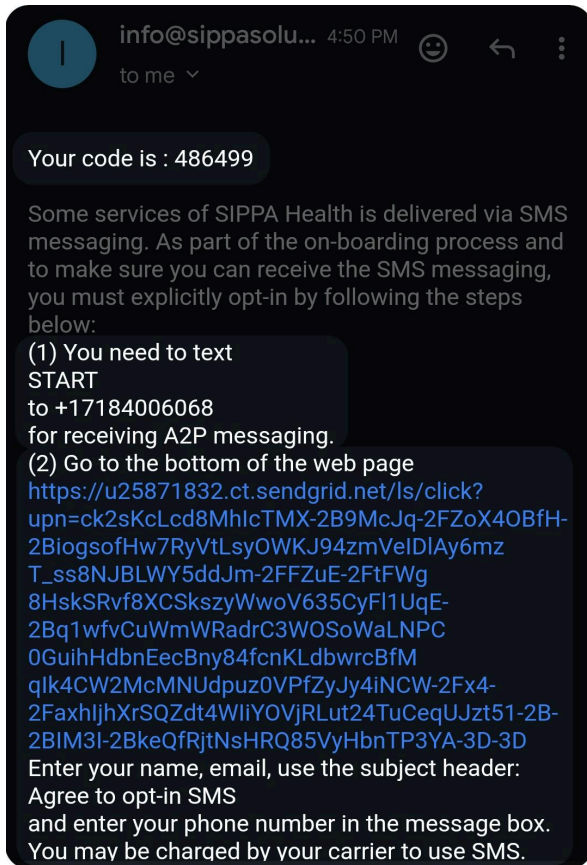 I
info@sippasolu... 4:50 PM
to me
Your code is : 486499
Some services of SIPPA Health is delivered via SMS
messaging. As part of the on-boarding process and
to make sure you can receive the SMS messaging,
you must explicitly opt-in by following the steps
below:
(1) You need to text
START
to +17184006068
for receiving A2P messaging.
(2) Go to the bottom of the web page
https://u25871832.ct.sendgrid.net/ls/click?
upn=ck2sKcLcd8MhIcTMX-2B9McJq-2FZoX4OBfH-
2BiogsofHw7RyVtLsyOWKJ94zmVeIDlAy6mz
T_ss8NJBLWY5ddJm-2FFZuE-2FtFWg
8HskSRvf8XCSkszyWwoV635CyFl1UqE-
2Bq1wfvCuWmWRadrC3WOSoWaLNPC
0GuihHdbnEecBny84fcnKLdbwrcBfM
qIk4CW2McMNUdpuz0VPfZyJy4iNCW-2Fx4-
2FaxhIjhXrSQZdt4WIiYOVjRLut24TuCeqUJzt51-2B-
2BIM3I-2BkeQfRjtNsHRQ85VyHbnTP3YA-3D-3D
Enter your name, email, use the subject header:
Agree to opt-in SMS
and enter your phone number in the message box.
You may be charged by your carrier to use SMS.